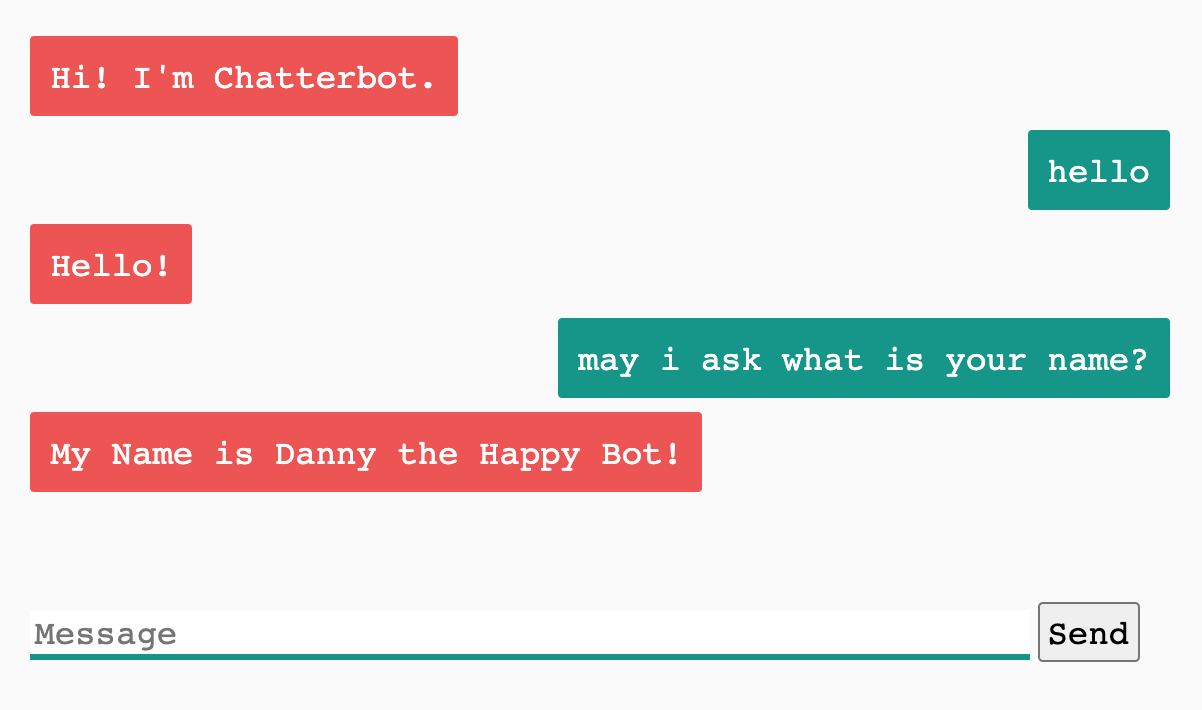 Hi! I'm Chatterbot.
hello
Hello!
may i ask what is your name?
My Name is Danny the Happy Bot!
Message
Send